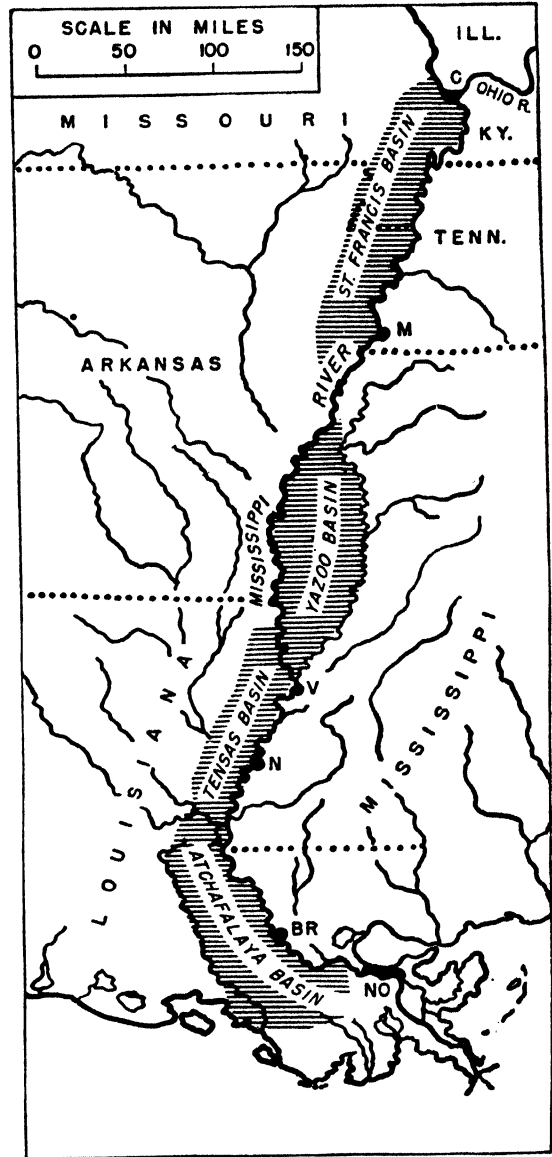 SCALE IN MILES
0 50 100 150
ILL.
C
OHIO R.
MISSOURI
KY.
ST. FRANCIS BASIN
TENN.
M
ARKANSAS
RIVER
MISSISSIPPI
YAZOO BASIN
V
TENSAS BASIN
N
MISSISSIPPI
LOUISIANA
ATCHAFALAYA BASIN
BR
NO